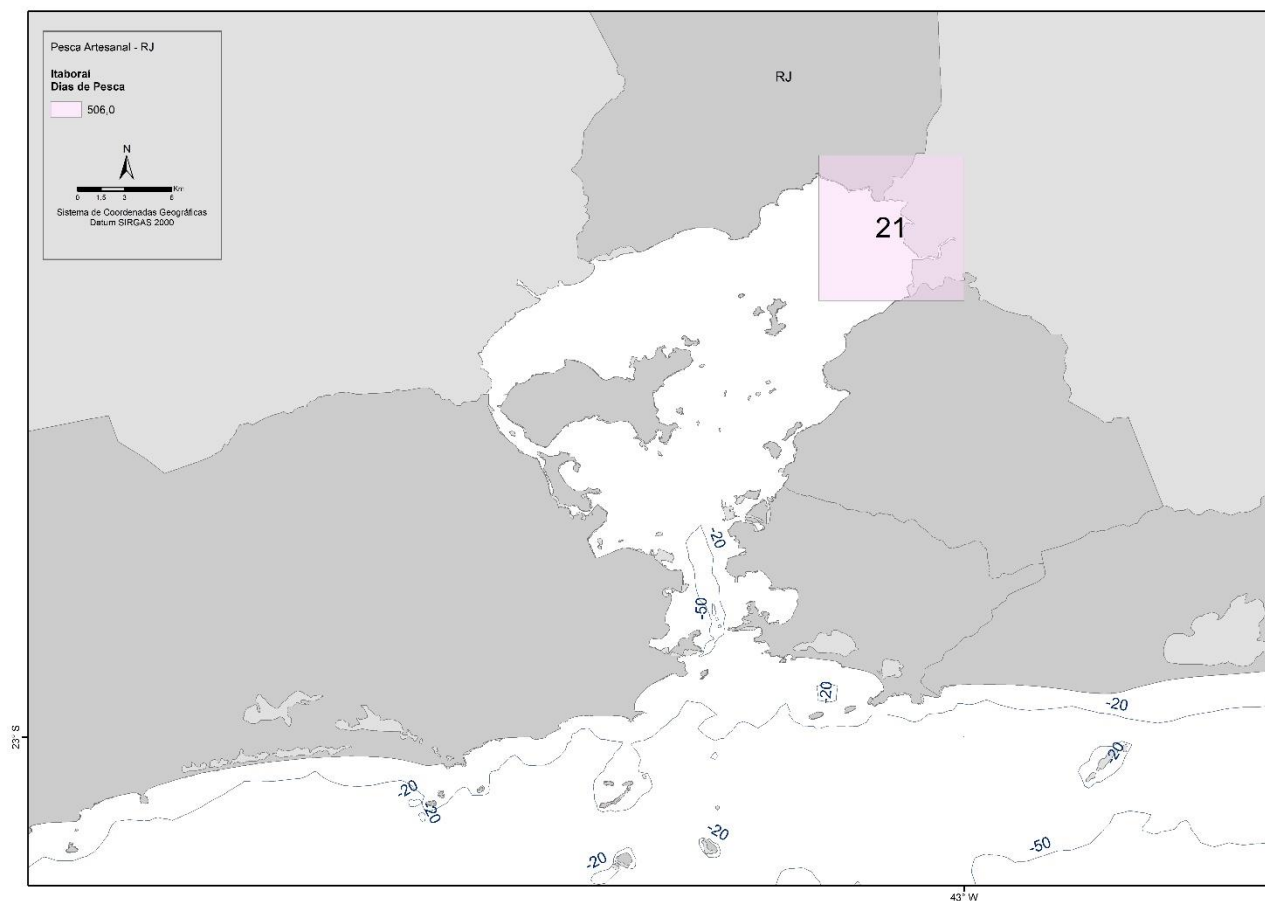 Pesca Artesanal - RJ
Itaboraí
Dias de Pesca
506,0
N
Km
0 1,5 3 6
Sistema de Coordenadas Geográficas
Datum SIRGAS 2000
RJ
21
-20
-50
-20
-20
23° S
-20
-20
-20
-20
-20
-50
43° W